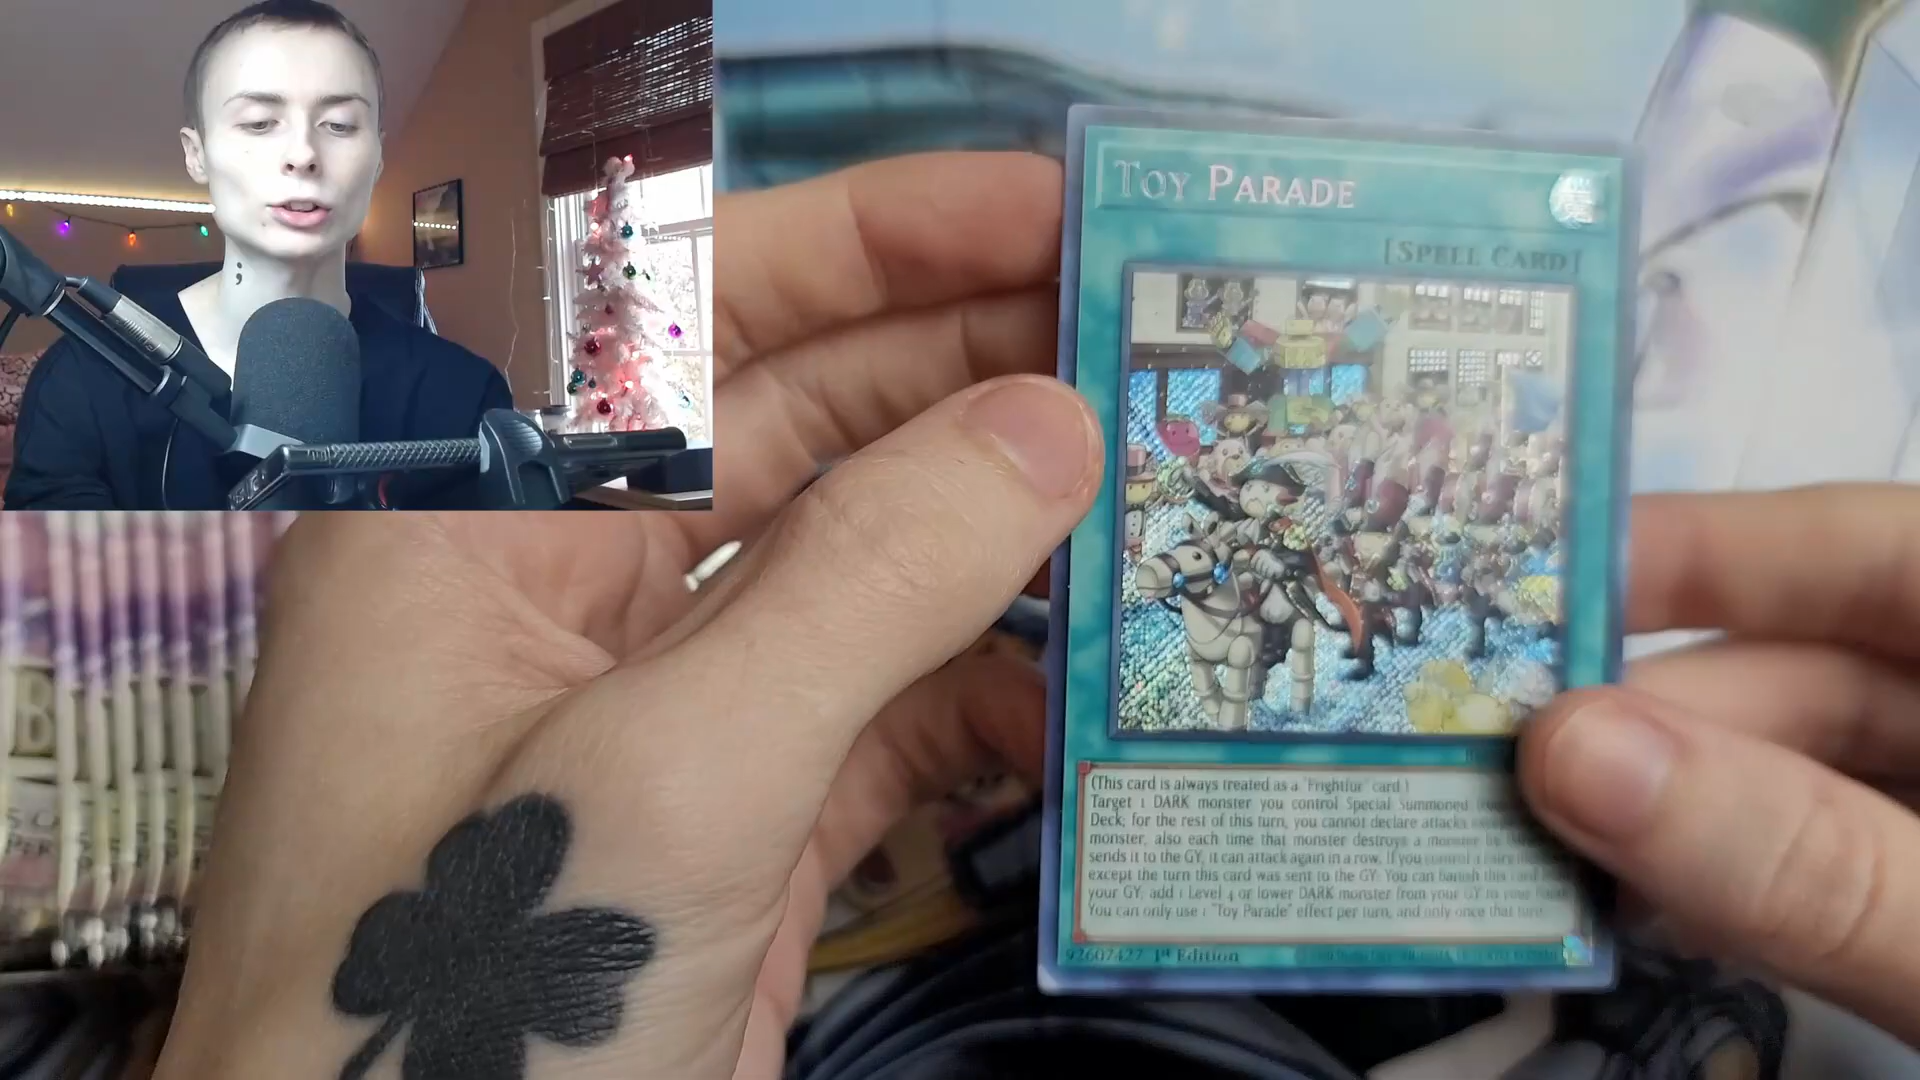 TOY PARADE
[SPELL CARD]
(This card is always treated as a "Frightfur" card.)
Target 1 DARK monster you control Special Summoned
Deck; for the rest of this turn, you cannot declare attacks
monster, also each time that monster destroys a monster
sends it to the GY, it can attack again in a row. If you control a Fairy
except the turn this card was sent to the GY: You can banish this card
your GY; add 1 Level 4 or lower DARK monster from your GY to your
You can only use 1 "Toy Parade" effect per turn, and only once that turn.
92607427 1st Edition